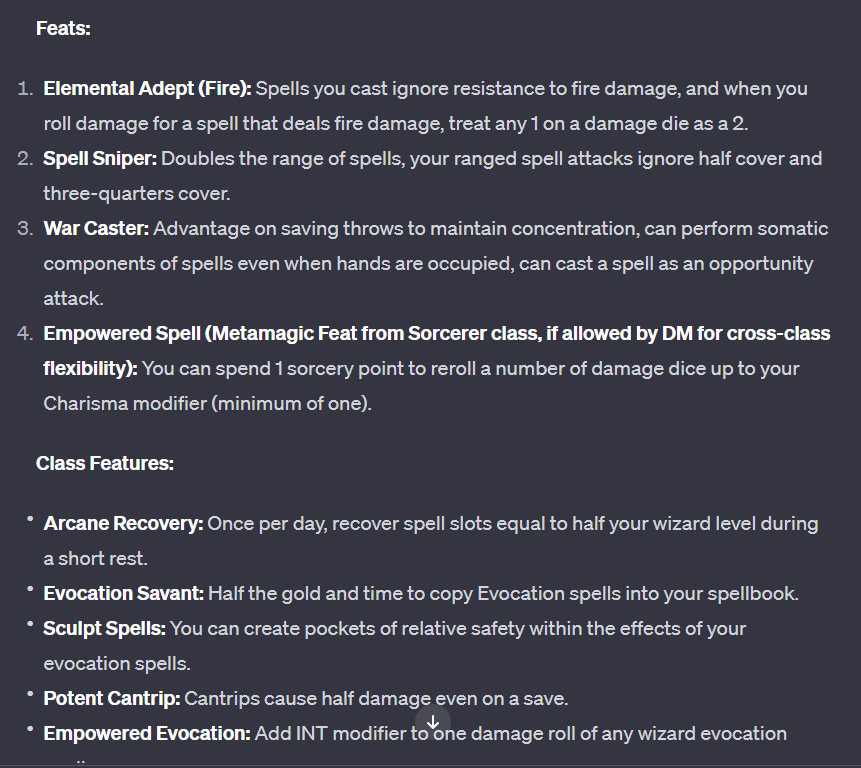 Feats:
1. Elemental Adept (Fire): Spells you cast ignore resistance to fire damage, and when you
roll damage for a spell that deals fire damage, treat any 1 on a damage die as a 2.
2. Spell Sniper: Doubles the range of spells, your ranged spell attacks ignore half cover and
three-quarters cover.
3. War Caster: Advantage on saving throws to maintain concentration, can perform somatic
components of spells even when hands are occupied, can cast a spell as an opportunity
attack.
4. Empowered Spell (Metamagic Feat from Sorcerer class, if allowed by DM for cross-class
flexibility): You can spend 1 sorcery point to reroll a number of damage dice up to your
Charisma modifier (minimum of one).
Class Features:
• Arcane Recovery: Once per day, recover spell slots equal to half your wizard level during
a short rest.
• Evocation Savant: Half the gold and time to copy Evocation spells into your spellbook.
• Sculpt Spells: You can create pockets of relative safety within the effects of your
evocation spells.
• Potent Cantrip: Cantrips cause half damage even on a save.
• Empowered Evocation: Add INT modifier to one damage roll of any wizard evocation